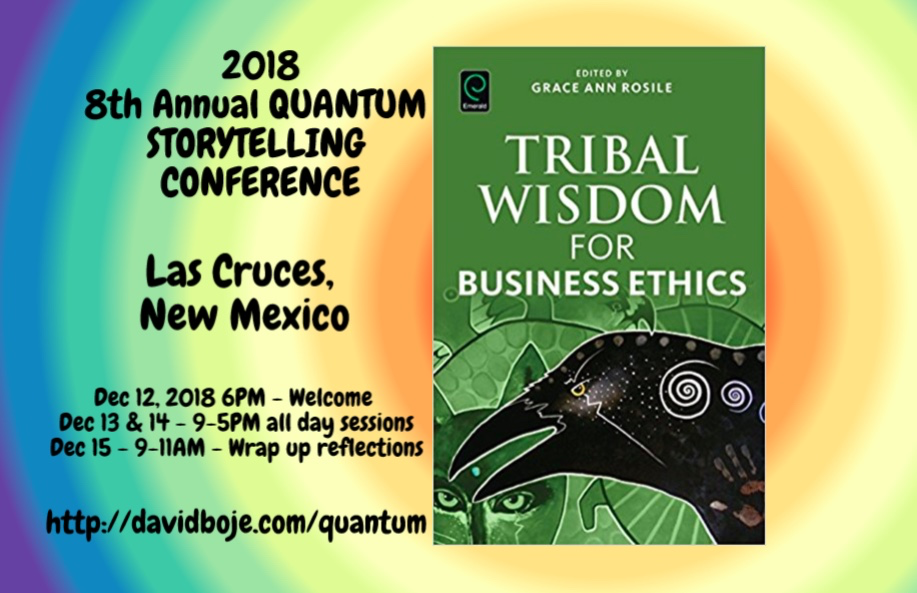 2018
8th Annual QUANTUM
STORYTELLING
CONFERENCE
Las Cruces,
New Mexico
Dec 12, 2018 6PM - Welcome
Dec 13 & 14 - 9-5PM all day sessions
Dec 15 - 9-11AM - Wrap up reflections
http://davidboje.com/quantum
Emerald
EDITED BY
GRACE ANN ROSILE
TRIBAL
WISDOM
FOR
BUSINESS ETHICS